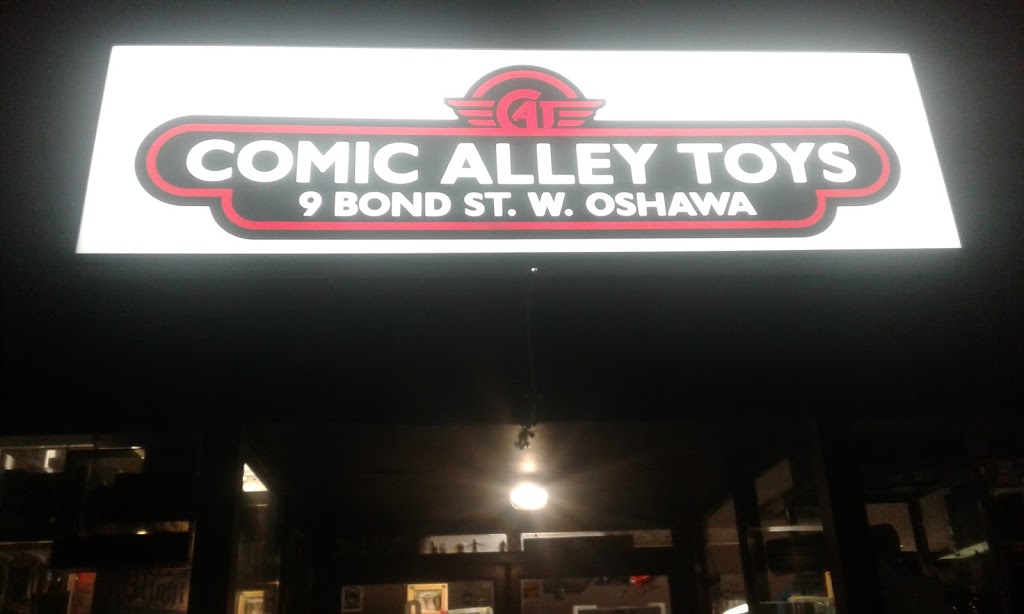 CAT
COMIC ALLEY TOYS
9 BOND ST. W. OSHAWA